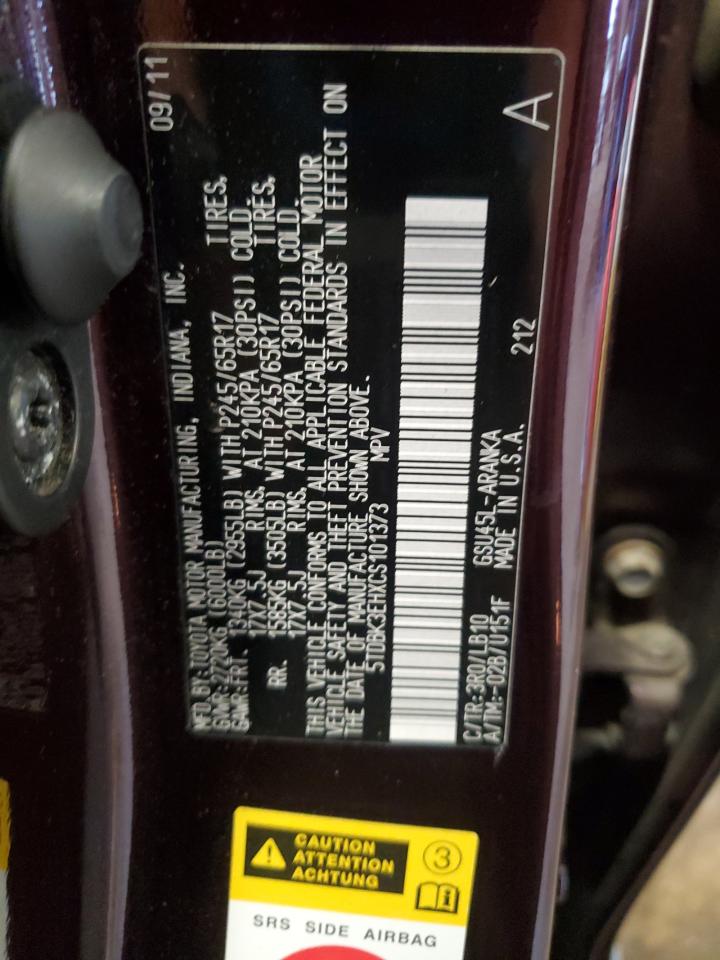 MFD.BY:TOYOTA MOTOR MANUFACTURING, INDIANA, INC. 09/11
GVWR:2720KG (6000LB)
GAWR:FRT. 1340KG (2955LB) WITH P245/65R17 TIRES,
17X7.5J RIMS, AT 210KPA (30PSI) COLD.
RR. 1585KG (3505LB) WITH P245/65R17 TIRES,
17X7.5J RIMS, AT 210KPA (30PSI) COLD.
THIS VEHICLE CONFORMS TO ALL APPLICABLE FEDERAL MOTOR
VEHICLE SAFETY AND THEFT PREVENTION STANDARDS IN EFFECT ON
THE DATE OF MANUFACTURE SHOWN ABOVE.
5TDBK3EHXCS101373 MPV
C/TR:3R0/LB10 GSU45L-ARANKA
A/TM:-02B/U151F MADE IN U.S.A. 212 A
CAUTION
ATTENTION
ACHTUNG
3
SRS SIDE AIRBAG